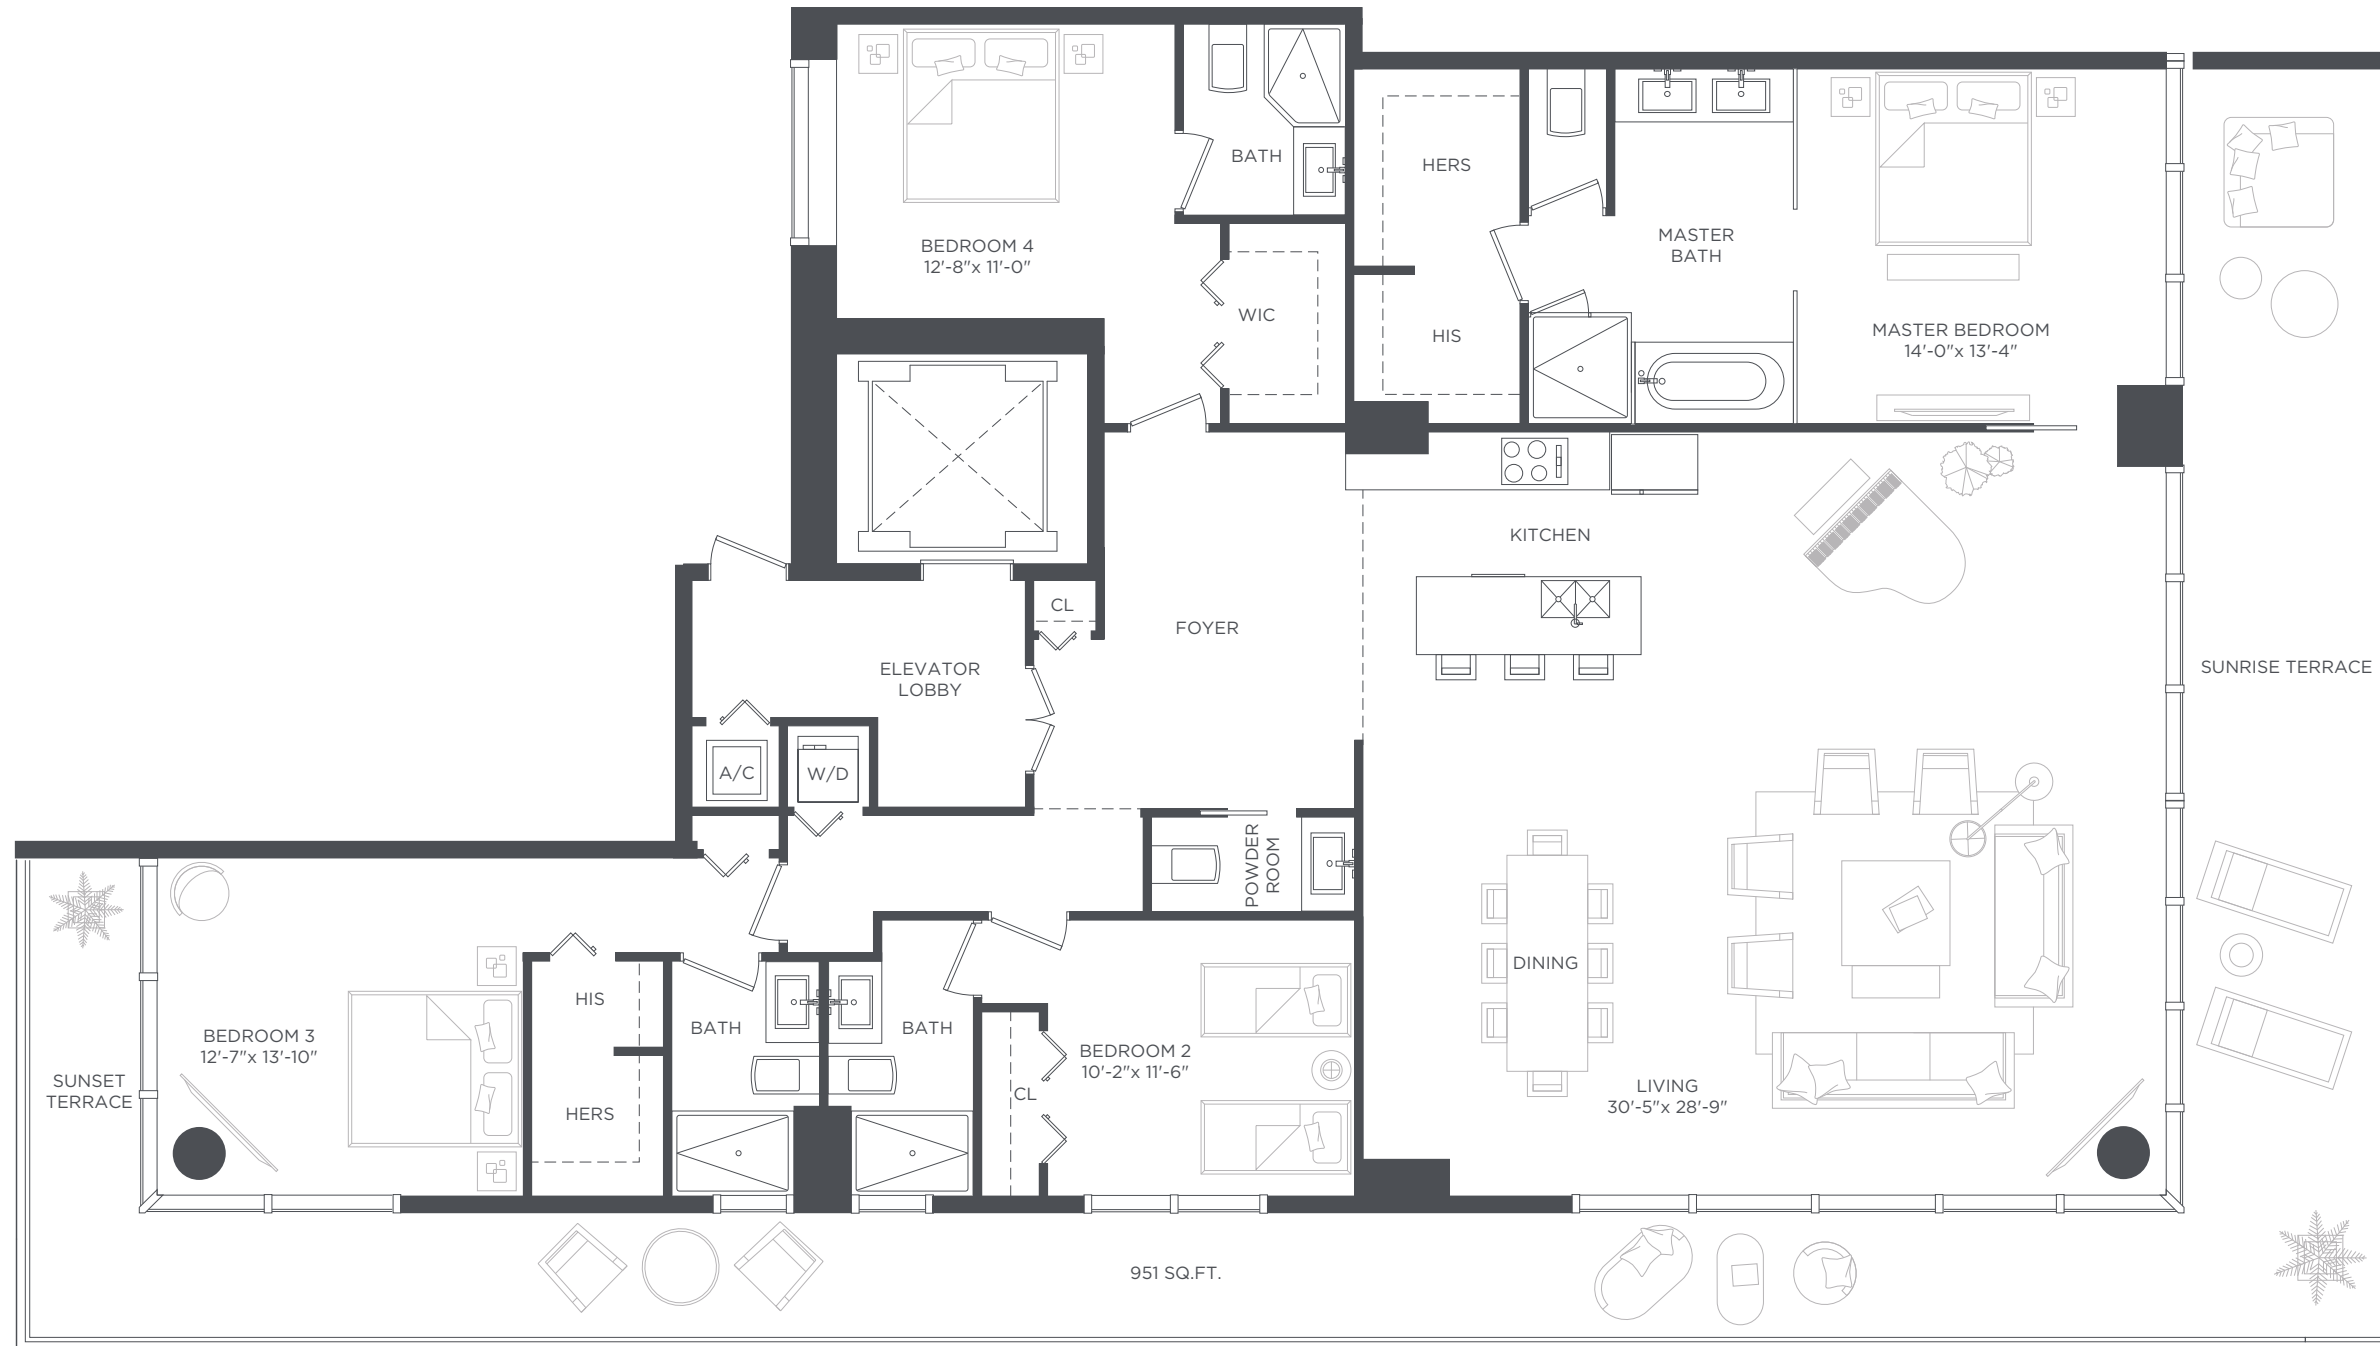 BATH
HERS
BEDROOM 4
12'-8"x 11'-0"
MASTER
BATH
WIC
HIS
MASTER BEDROOM
14'-0"x 13'-4"
KITCHEN
CL
FOYER
ELEVATOR
LOBBY
SUNRISE TERRACE
A/C
W/D
POWDER
ROOM
DINING
HIS
BATH
BATH
BEDROOM 3
12'-7"x 13'-10"
BEDROOM 2
10'-2"x 11'-6"
SUNSET
TERRACE
CL
HERS
LIVING
30'-5"x 28'-9"
951 SQ.FT.